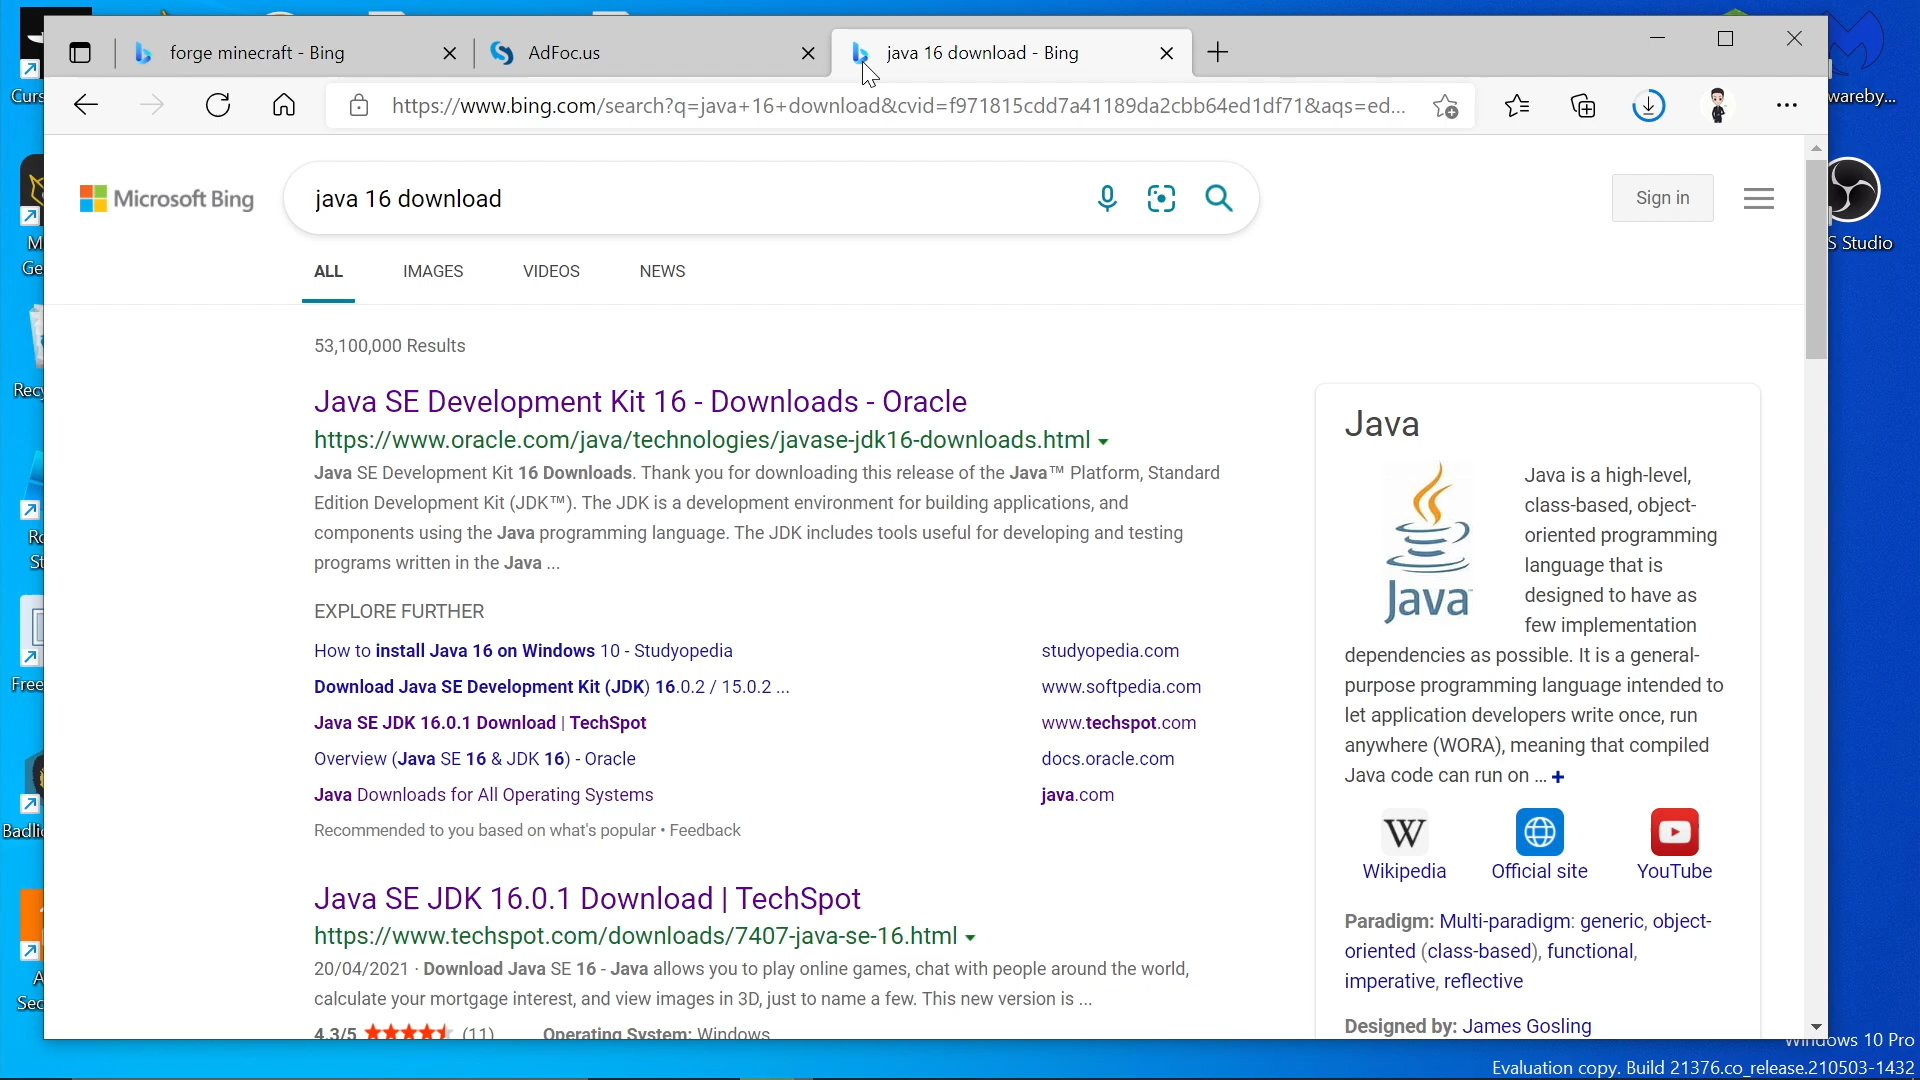 forge minecraft - Bing
AdFoc.us
java 16 download - Bing
https://www.bing.com/search?q=java+16+download&cvid=f971815cdd7a41189da2cbb64ed1df71&aqs=ed...
Microsoft Bing
java 16 download
Sign in
ALL IMAGES VIDEOS NEWS
53,100,000 Results
Java SE Development Kit 16 - Downloads - Oracle
https://www.oracle.com/java/technologies/javase-jdk16-downloads.html
Java SE Development Kit 16 Downloads. Thank you for downloading this release of the Java™ Platform, Standard
Edition Development Kit (JDK™). The JDK is a development environment for building applications, and
components using the Java programming language. The JDK includes tools useful for developing and testing
programs written in the Java ...
EXPLORE FURTHER
How to install Java 16 on Windows 10 - Studyopedia studyopedia.com
Download Java SE Development Kit (JDK) 16.0.2 / 15.0.2 ... www.softpedia.com
Java SE JDK 16.0.1 Download | TechSpot www.techspot.com
Overview (Java SE 16 & JDK 16) - Oracle docs.oracle.com
Java Downloads for All Operating Systems java.com
Recommended to you based on what's popular • Feedback
Java SE JDK 16.0.1 Download | TechSpot
https://www.techspot.com/downloads/7407-java-se-16.html
20/04/2021 · Download Java SE 16 - Java allows you to play online games, chat with people around the world,
calculate your mortgage interest, and view images in 3D, just to name a few. This new version is ...
4.3/5 (11) Operating System: Windows
Java
Java
Java is a high-level,
class-based, object-
oriented programming
language that is
designed to have as
few implementation
dependencies as possible. It is a general-
purpose programming language intended to
let application developers write once, run
anywhere (WORA), meaning that compiled
Java code can run on ...
W
Wikipedia Official site YouTube
Paradigm: Multi-paradigm: generic, object-
oriented (class-based), functional,
imperative, reflective
Designed by: James Gosling
Curs
M
Ge
Recy
Ro
St
Free
Badli
A
Sec
wareby...
S Studio
Windows 10 Pro
Evaluation copy. Build 21376.co_release.210503-1432